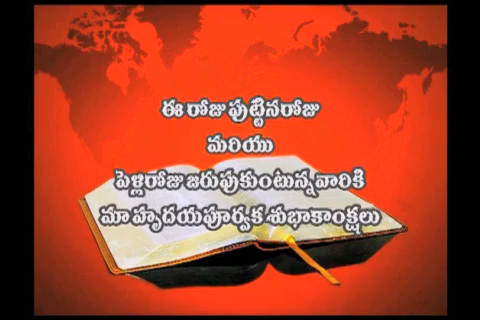 ఈ రోజు పుట్టినరోజు
మరియు
పెళ్లిరోజు జరుపుకుంటున్నవారికి
మా హృదయపూర్వక శుభాకాంక్షలు